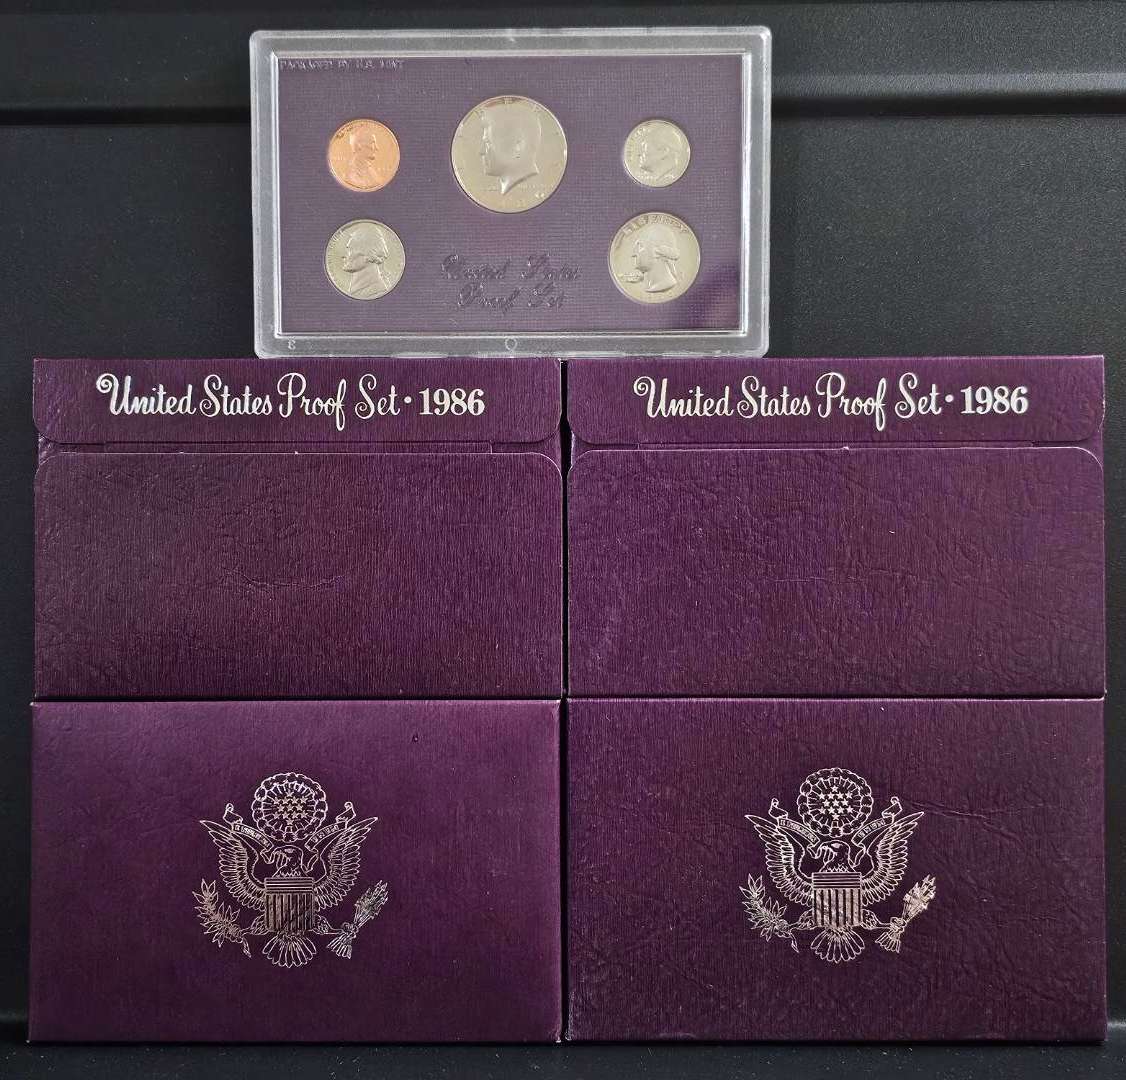 PACKAGED BY U.S. MINT
LIBERTY
United States
Proof Set
United States Proof Set · 1986
United States Proof Set · 1986